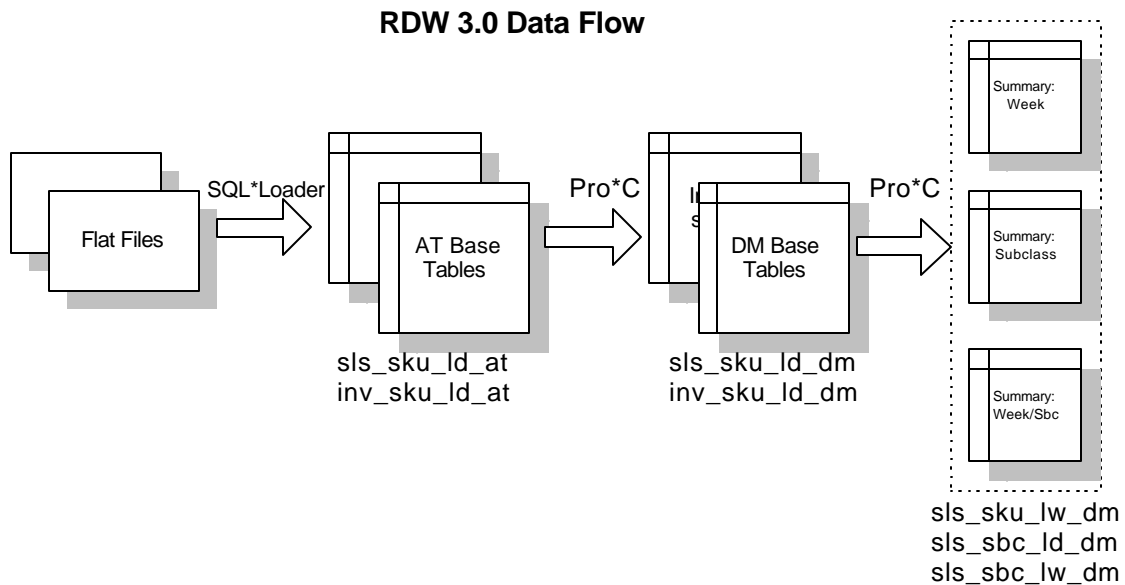 RDW 3.0 Data Flow
Flat Files
SQL*Loader
AT Base
Tables
sls_sku_ld_at
inv_sku_ld_at
Pro*C
DM Base
Tables
sls_sku_ld_dm
inv_sku_ld_dm
Pro*C
Summary:
Week
Summary:
Subclass
Summary:
Week/Sbc
sls_sku_lw_dm
sls_sbc_ld_dm
sls_sbc_lw_dm